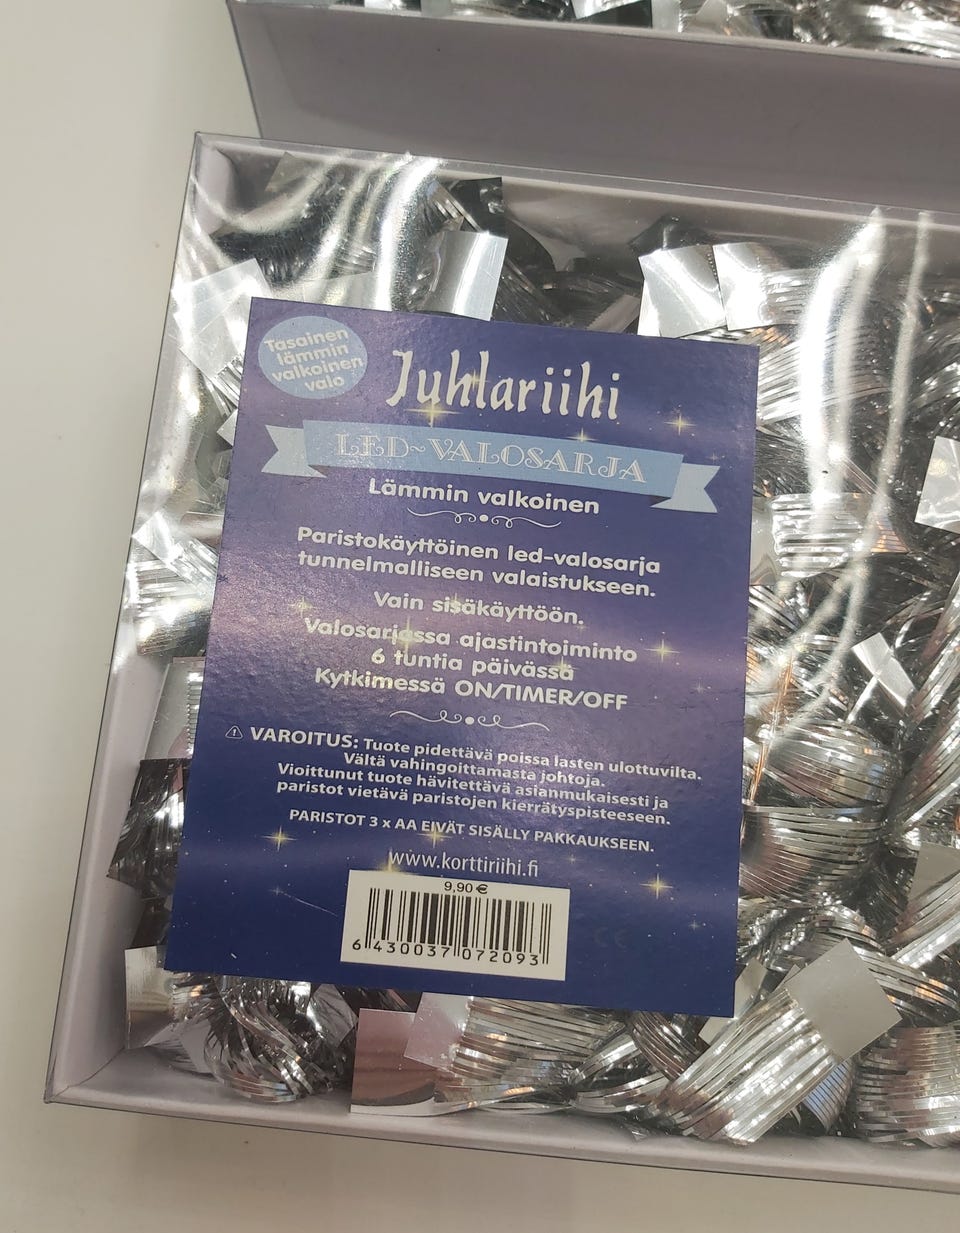 Tasainen
lämmin
valkoinen
valo
Juhlariihi
LED~VALOSARJA
Lämmin valkoinen
Paristokäyttöinen led-valosarja
tunnelmalliseen valaistukseen.
Vain sisäkäyttöön.
Valosarjassa ajastintoiminto
6 tuntia päivässä
Kytkimessä ON/TIMER/OFF
VAROITUS: Tuote pidettävä poissa lasten ulottuvilta.
Vältä vahingoittamasta johtoja.
Vioittunut tuote hävitettävä asianmukaisesti ja
paristot vietävä paristojen kierrätyspisteeseen.
PARISTOT 3 x AA EIVÄT SISÄLLY PAKKAUKSEEN.
www.korttiriihi.fi
9,90 €
6 430037 072093
CE